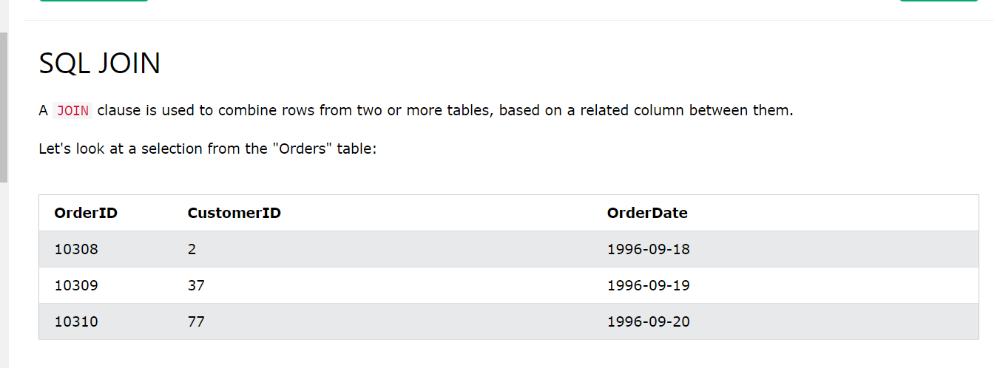 SQL JOIN
A JOIN clause is used to combine rows from two or more tables, based on a related column between them.
Let's look at a selection from the "Orders" table:
OrderID CustomerID OrderDate
10308 2 1996-09-18
10309 37 1996-09-19
10310 77 1996-09-20